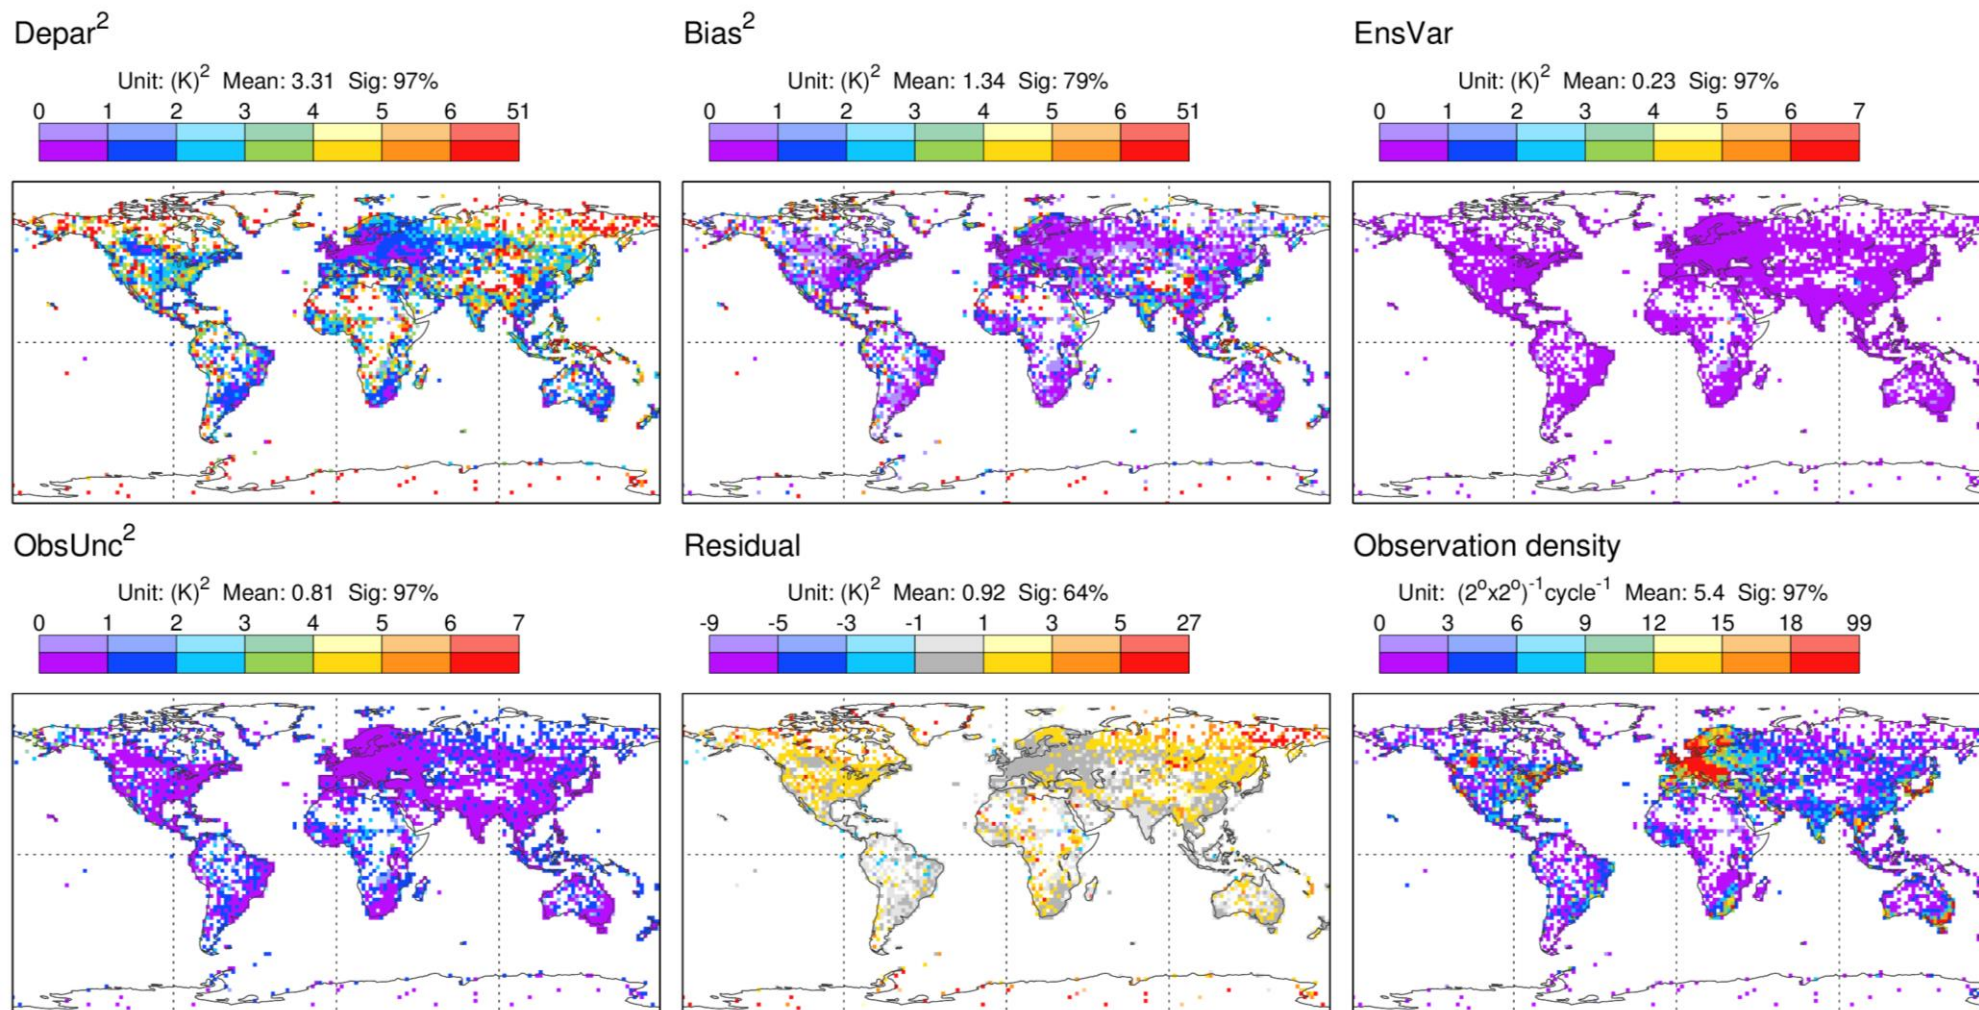 Depar²
Unit: (K)² Mean: 3.31 Sig: 97%
0 1 2 3 4 5 6 51
Bias²
Unit: (K)² Mean: 1.34 Sig: 79%
0 1 2 3 4 5 6 51
EnsVar
Unit: (K)² Mean: 0.23 Sig: 97%
0 1 2 3 4 5 6 7
ObsUnc²
Unit: (K)² Mean: 0.81 Sig: 97%
0 1 2 3 4 5 6 7
Residual
Unit: (K)² Mean: 0.92 Sig: 64%
-9 -5 -3 -1 1 3 5 27
Observation density
Unit: (2°x2°)⁻¹cycle⁻¹ Mean: 5.4 Sig: 97%
0 3 6 9 12 15 18 99